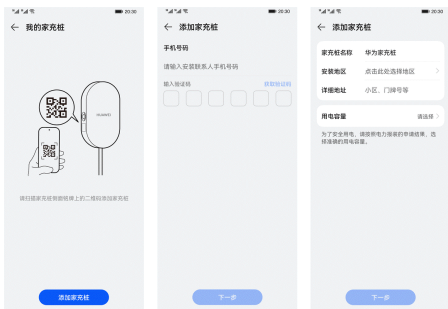 20:30
← 我的家充桩
HUAWEI
请扫描家充桩侧面铭牌上的二维码添加家充桩
添加家充桩
20:30
← 添加家充桩
手机号码
请输入安装联系人手机号码
输入验证码 获取验证码
下一步
20:30
← 添加家充桩
家充桩名称 华为家充桩
安装地区 点击此处选择地区
详细地址 小区、门牌号等
用电容量 请选择
为了安全用电，请按照电力报装的申请结果，选
择准确的用电容量。
下一步